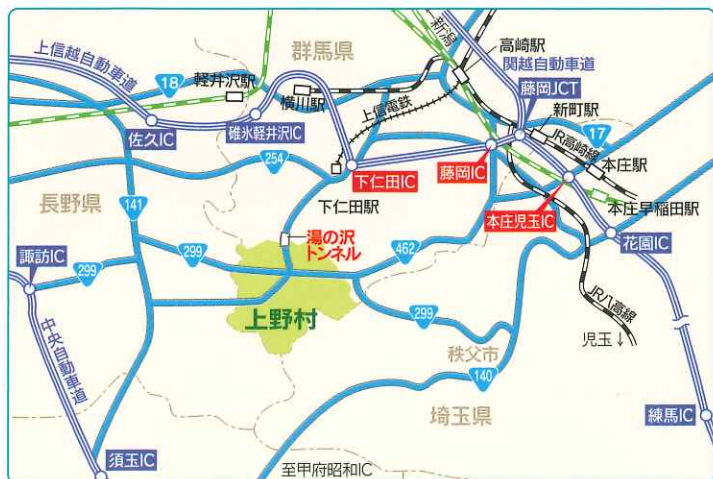 上信越自動車道
18
軽井沢駅
群馬県
新潟
高崎駅
関越自動車道
藤岡JCT
横川駅
上信電鉄
新町駅
17
JR高崎線
佐久IC
碓氷軽井沢IC
本庄駅
254
下仁田IC
藤岡IC
長野県
141
下仁田駅
本庄児玉IC
本庄早稲田駅
湯の沢
トンネル
花園IC
諏訪IC
299
299
462
中央自動車道
上野村
299
JR八高線
児玉↓
秩父市
140
埼玉県
練馬IC
須玉IC
至甲府昭和IC